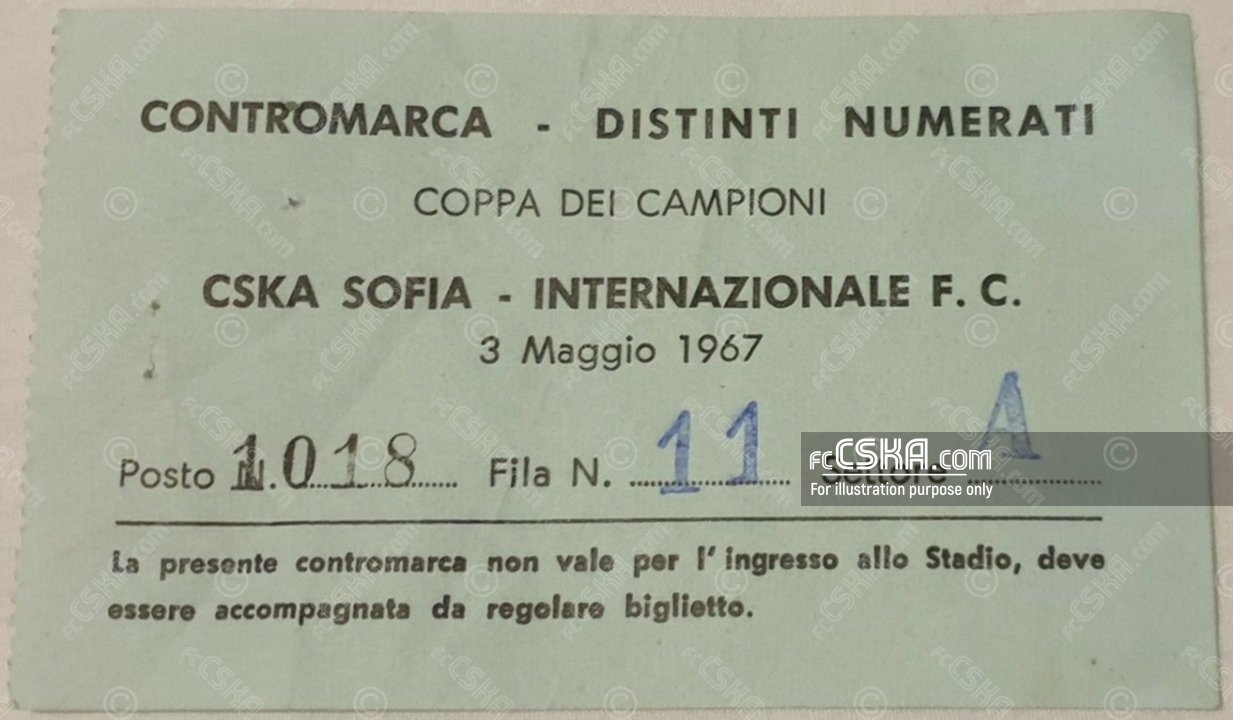 CONTROMARCA - DISTINTI NUMERATI
COPPA DEI CAMPIONI
CSKA SOFIA - INTERNAZIONALE F. C.
3 Maggio 1967
Posto 1018 Fila N. 11 Settore A
fcCSKA.com
For illustration purpose only
La presente contromarca non vale per l'ingresso allo Stadio, deve
essere accompagnata da regolare biglietto.